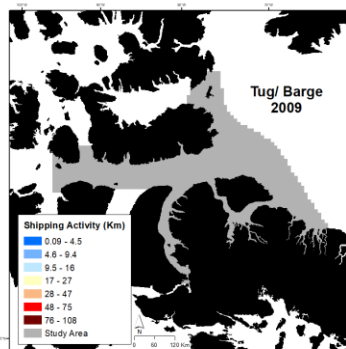 Tug/ Barge
2009
Shipping Activity (Km)
0.09 - 4.5
4.6 - 9.4
9.5 - 16
17 - 27
28 - 47
48 - 75
76 - 108
Study Area
N
0 30 60 120 Km